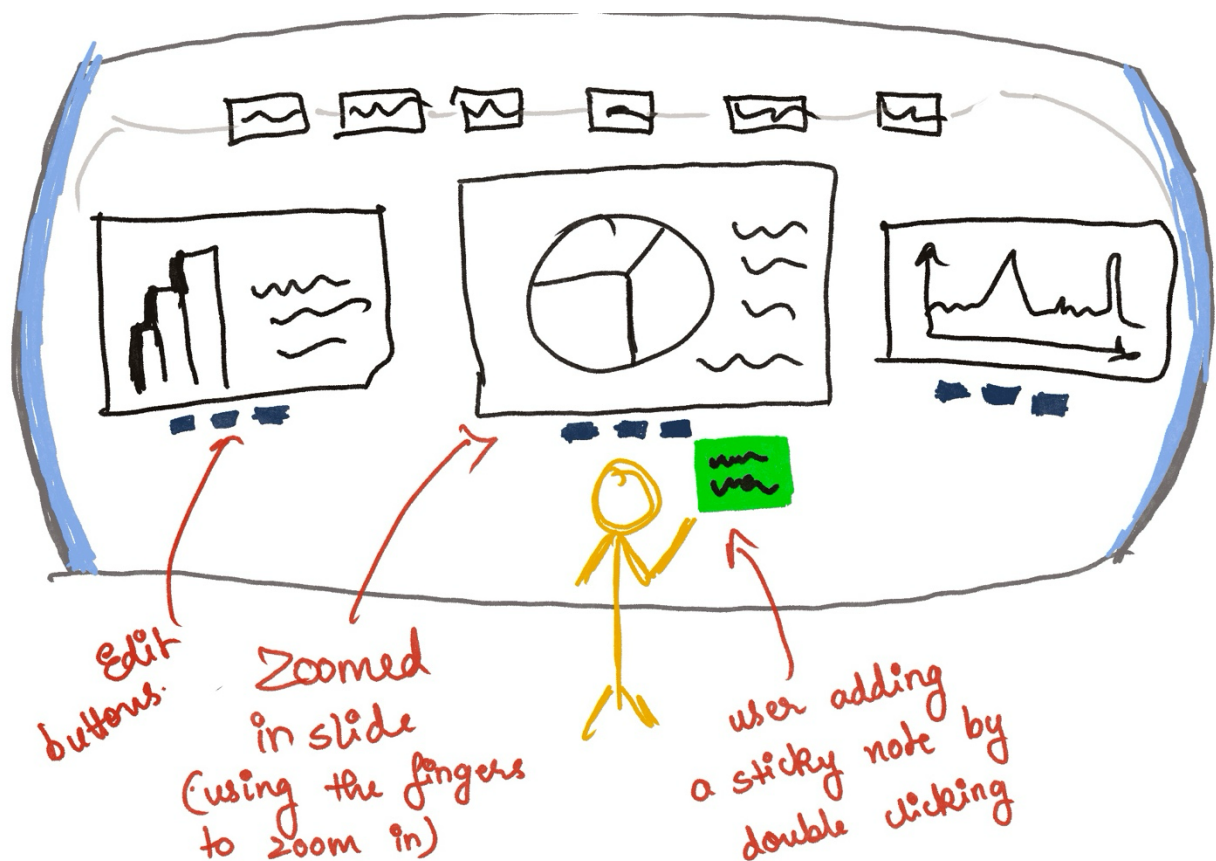 Edit
buttons.
Zoomed
in slide
(using the fingers
to zoom in)
user adding
a sticky note by
double clicking